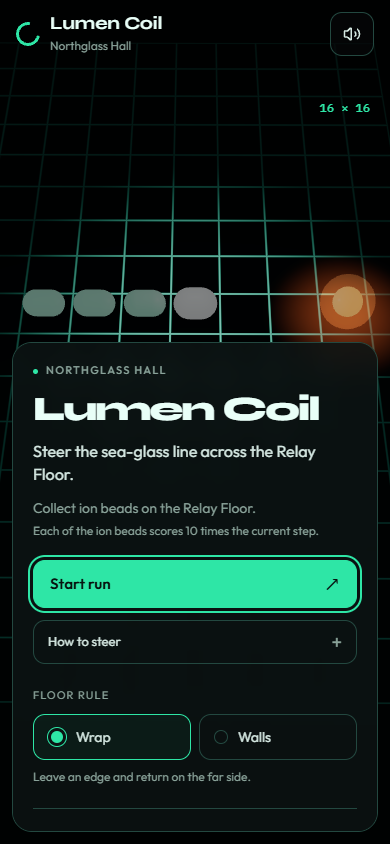 Lumen Coil
Northglass Hall
16 × 16
NORTHGLASS HALL
Lumen Coil
Steer the sea-glass line across the Relay
Floor.
Collect ion beads on the Relay Floor.
Each of the ion beads scores 10 times the current step.
Start run ↗
How to steer +
FLOOR RULE
Wrap
Walls
Leave an edge and return on the far side.